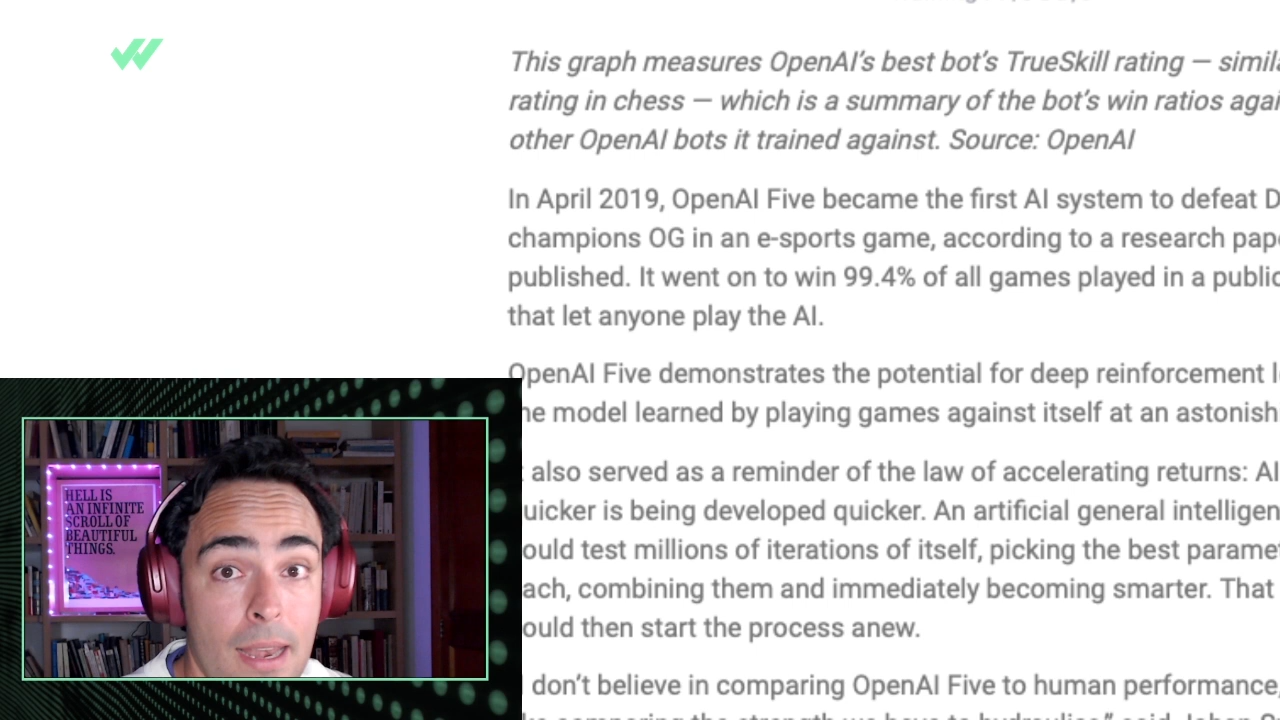 This graph measures OpenAI’s best bot’s TrueSkill rating — simila
rating in chess — which is a summary of the bot’s win ratios agai
other OpenAI bots it trained against. Source: OpenAI
In April 2019, OpenAI Five became the first AI system to defeat D
champions OG in an e-sports game, according to a research pape
published. It went on to win 99.4% of all games played in a public
that let anyone play the AI.
OpenAI Five demonstrates the potential for deep reinforcement l
he model learned by playing games against itself at an astonish
also served as a reminder of the law of accelerating returns: AI
uicker is being developed quicker. An artificial general intelligen
ould test millions of iterations of itself, picking the best parame
ach, combining them and immediately becoming smarter. That
ould then start the process anew.
don’t believe in comparing OpenAI Five to human performance,
HELL IS
AN INFINITE
SCROLL OF
BEAUTIFUL
THINGS.